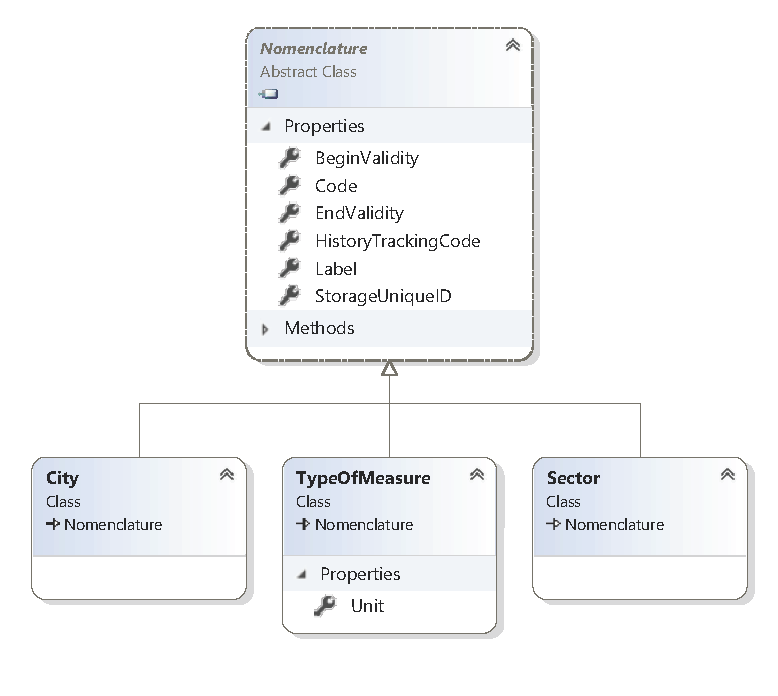 Nomenclature
Abstract Class
Properties
BeginValidity
Code
EndValidity
HistoryTrackingCode
Label
StorageUniqueID
Methods
City
Class
Nomenclature
TypeOfMeasure
Class
Nomenclature
Properties
Unit
Sector
Class
Nomenclature